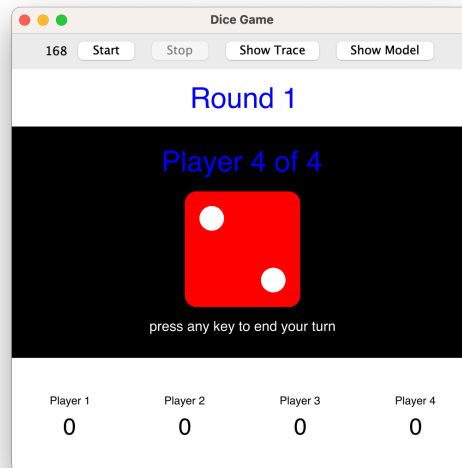 Dice Game
168 Start Stop Show Trace Show Model
Round 1
Player 4 of 4
press any key to end your turn
Player 1 Player 2 Player 3 Player 4
0 0 0 0